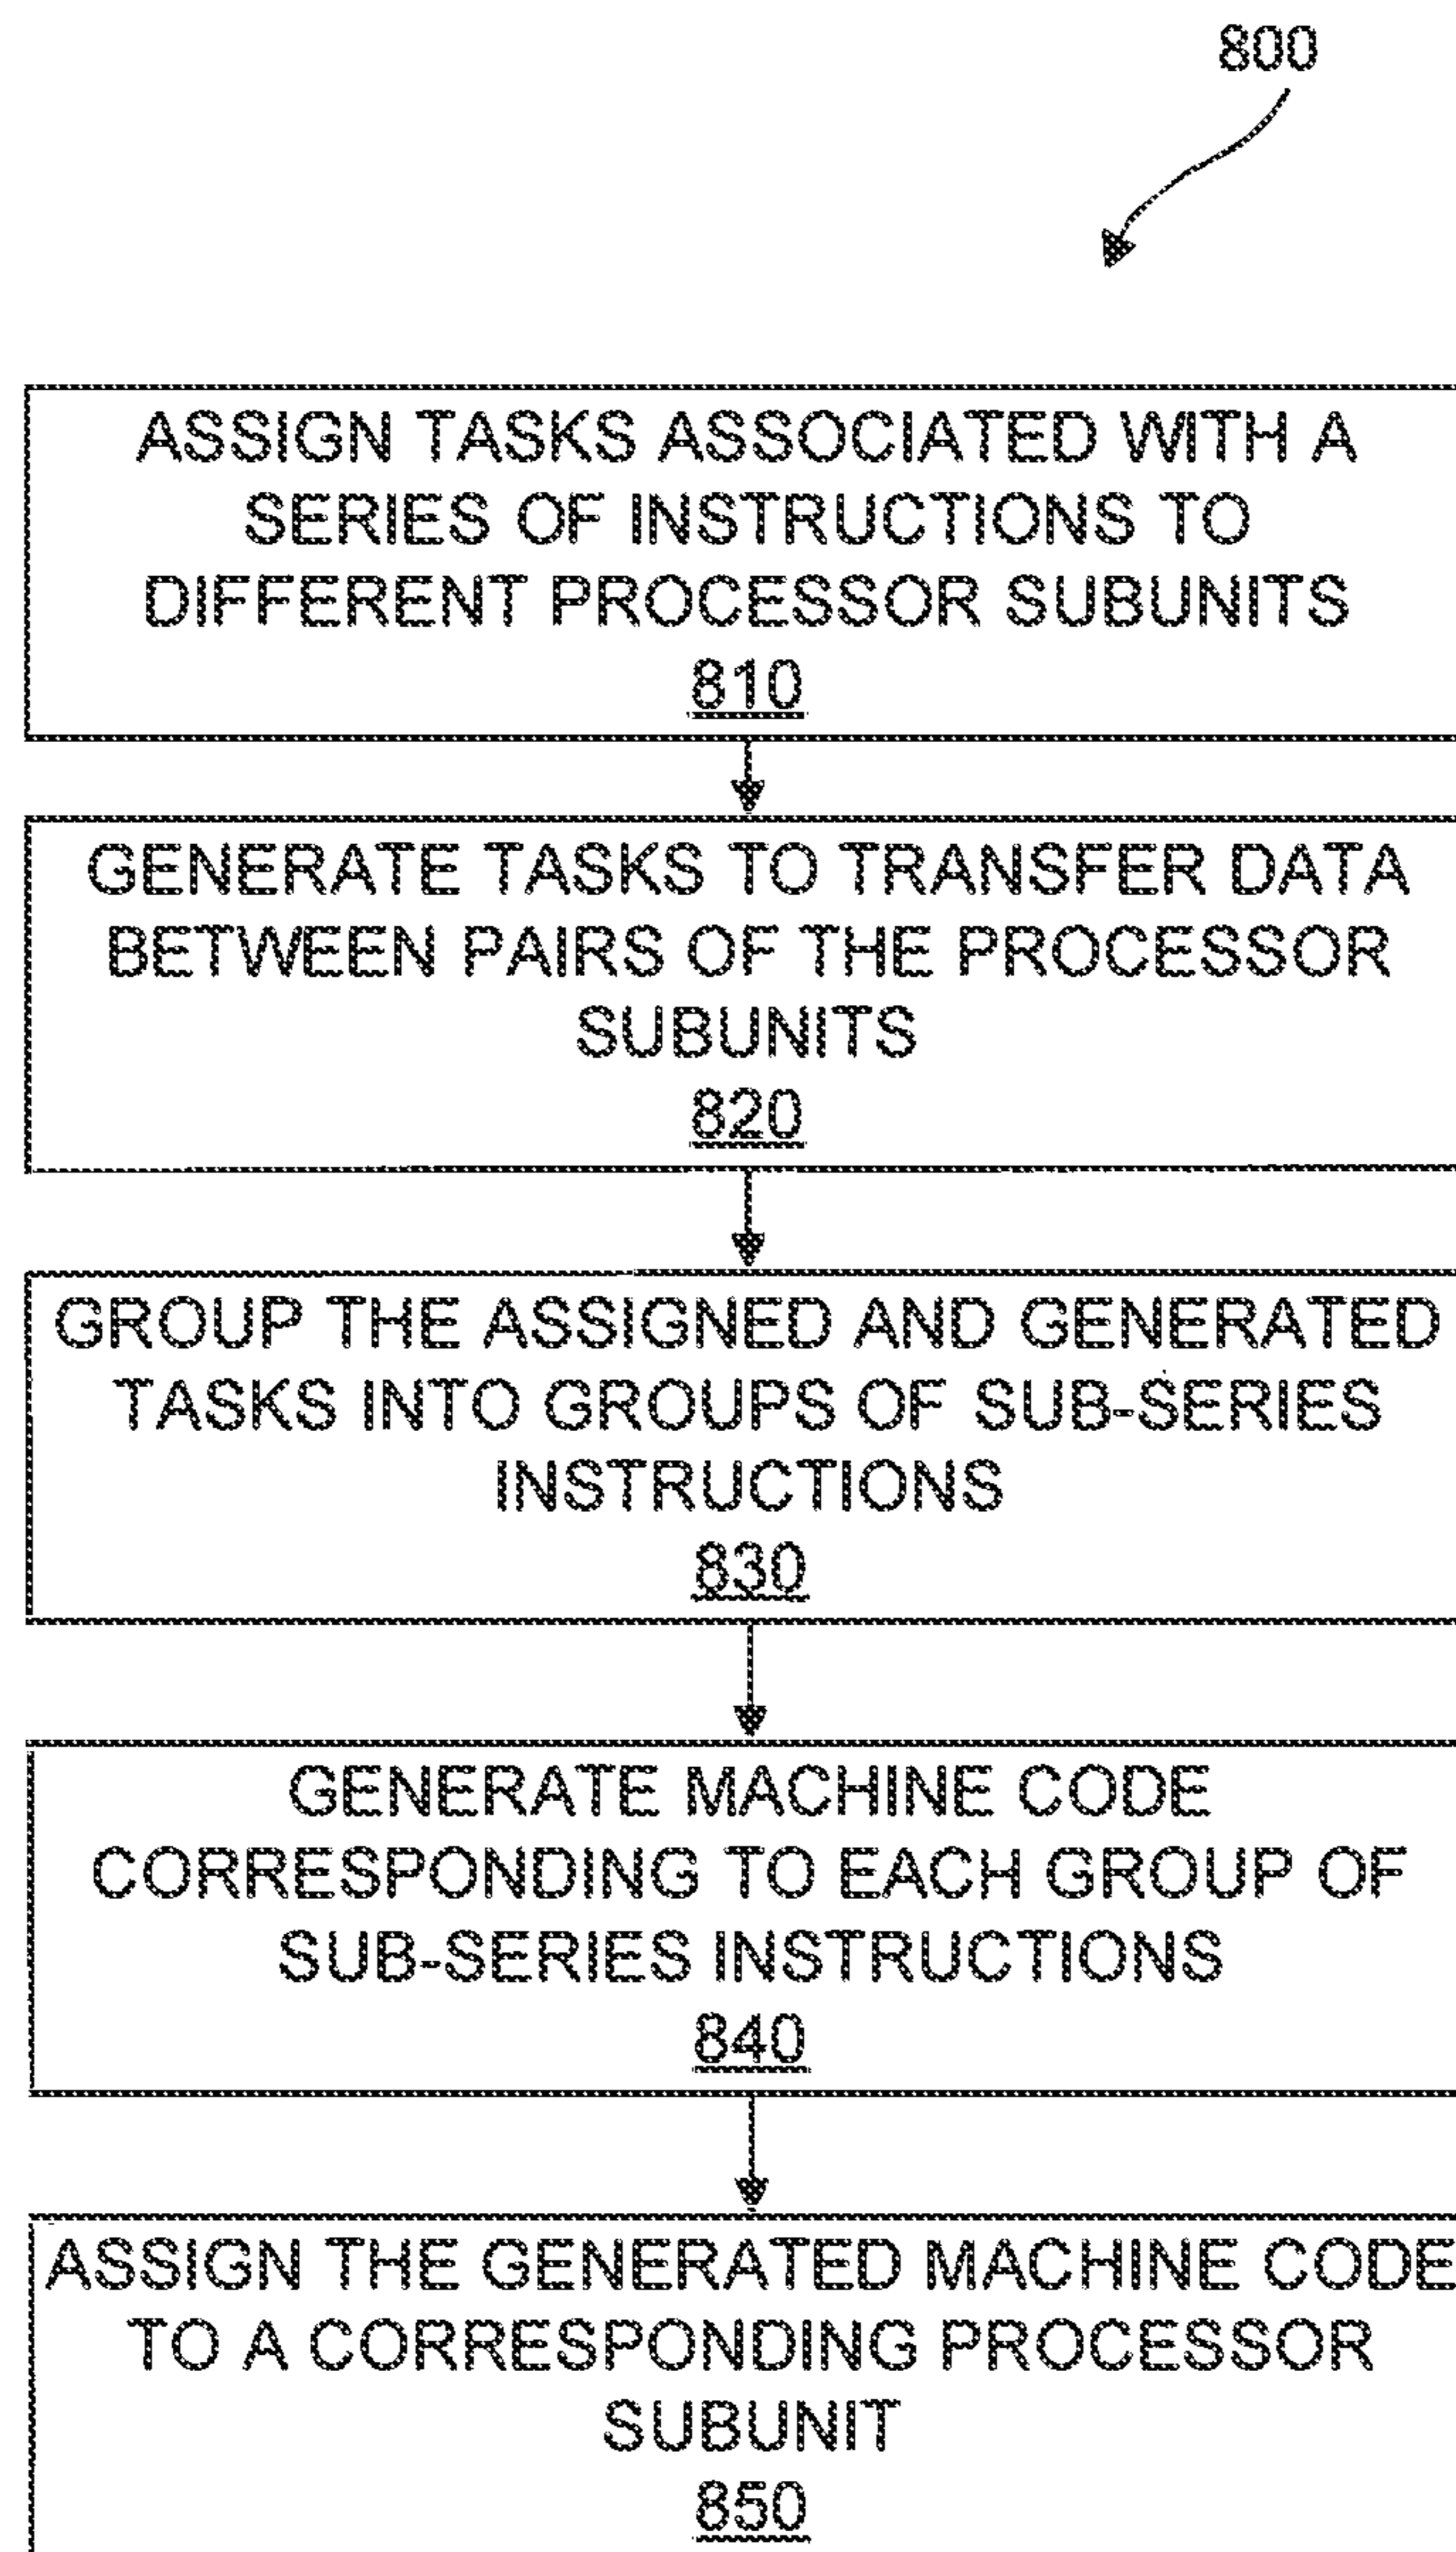 800
ASSIGN TASKS ASSOCIATED WITH A
SERIES OF INSTRUCTIONS TO
DIFFERENT PROCESSOR SUBUNITS
810
GENERATE TASKS TO TRANSFER DATA
BETWEEN PAIRS OF THE PROCESSOR
SUBUNITS
820
GROUP THE ASSIGNED AND GENERATED
TASKS INTO GROUPS OF SUB-SERIES
INSTRUCTIONS
830
GENERATE MACHINE CODE
CORRESPONDING TO EACH GROUP OF
SUB-SERIES INSTRUCTIONS
840
ASSIGN THE GENERATED MACHINE CODE
TO A CORRESPONDING PROCESSOR
SUBUNIT
850